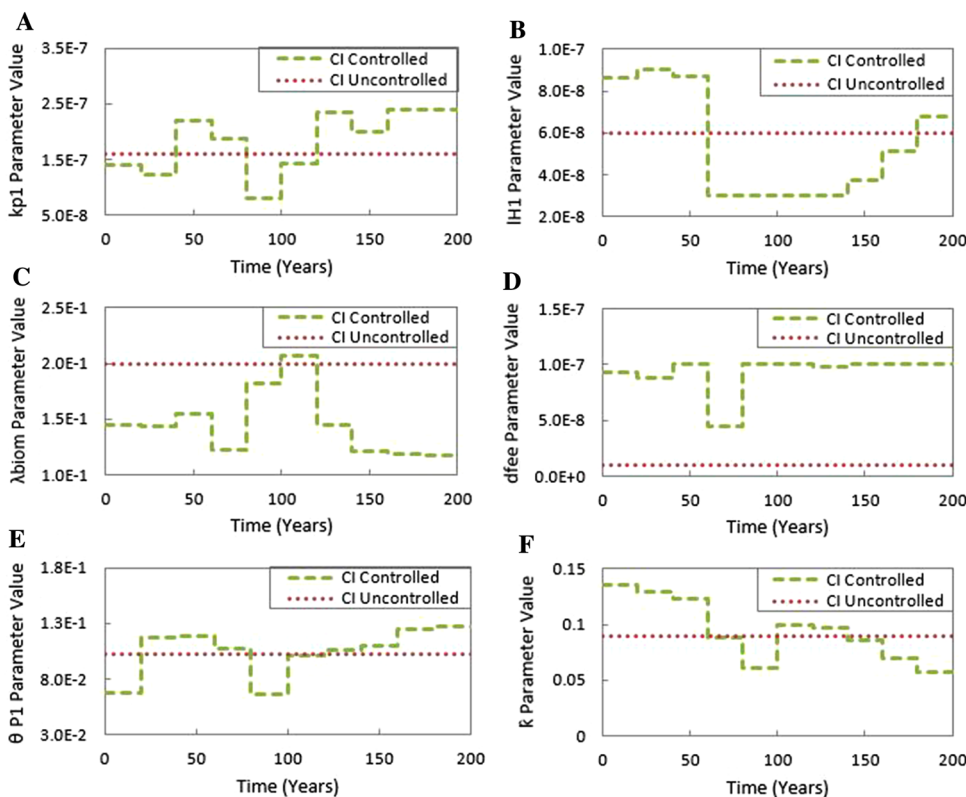 A
kp1 Parameter Value
3.5E-7
2.5E-7
1.5E-7
5.0E-8
CI Controlled
CI Uncontrolled
0 50 100 150 200
Time (Years)
B
lH1 Parameter Value
1.0E-7
8.0E-8
6.0E-8
4.0E-8
2.0E-8
CI Controlled
CI Uncontrolled
0 50 100 150 200
Time (Years)
C
λbiom Parameter Value
2.5E-1
2.0E-1
1.5E-1
1.0E-1
CI Controlled
CI Uncontrolled
0 50 100 150 200
Time (Years)
D
dfee Parameter Value
1.5E-7
1.0E-7
5.0E-8
0.0E+0
CI Controlled
CI Uncontrolled
0 50 100 150 200
Time (Years)
E
θ P1 Parameter Value
1.8E-1
1.3E-1
8.0E-2
3.0E-2
CI Controlled
CI Uncontrolled
0 50 100 150 200
Time (Years)
F
Parameter Value
0.15
0.1
0.05
0
CI Controlled
CI Uncontrolled
0 50 100 150 200
Time (Years)